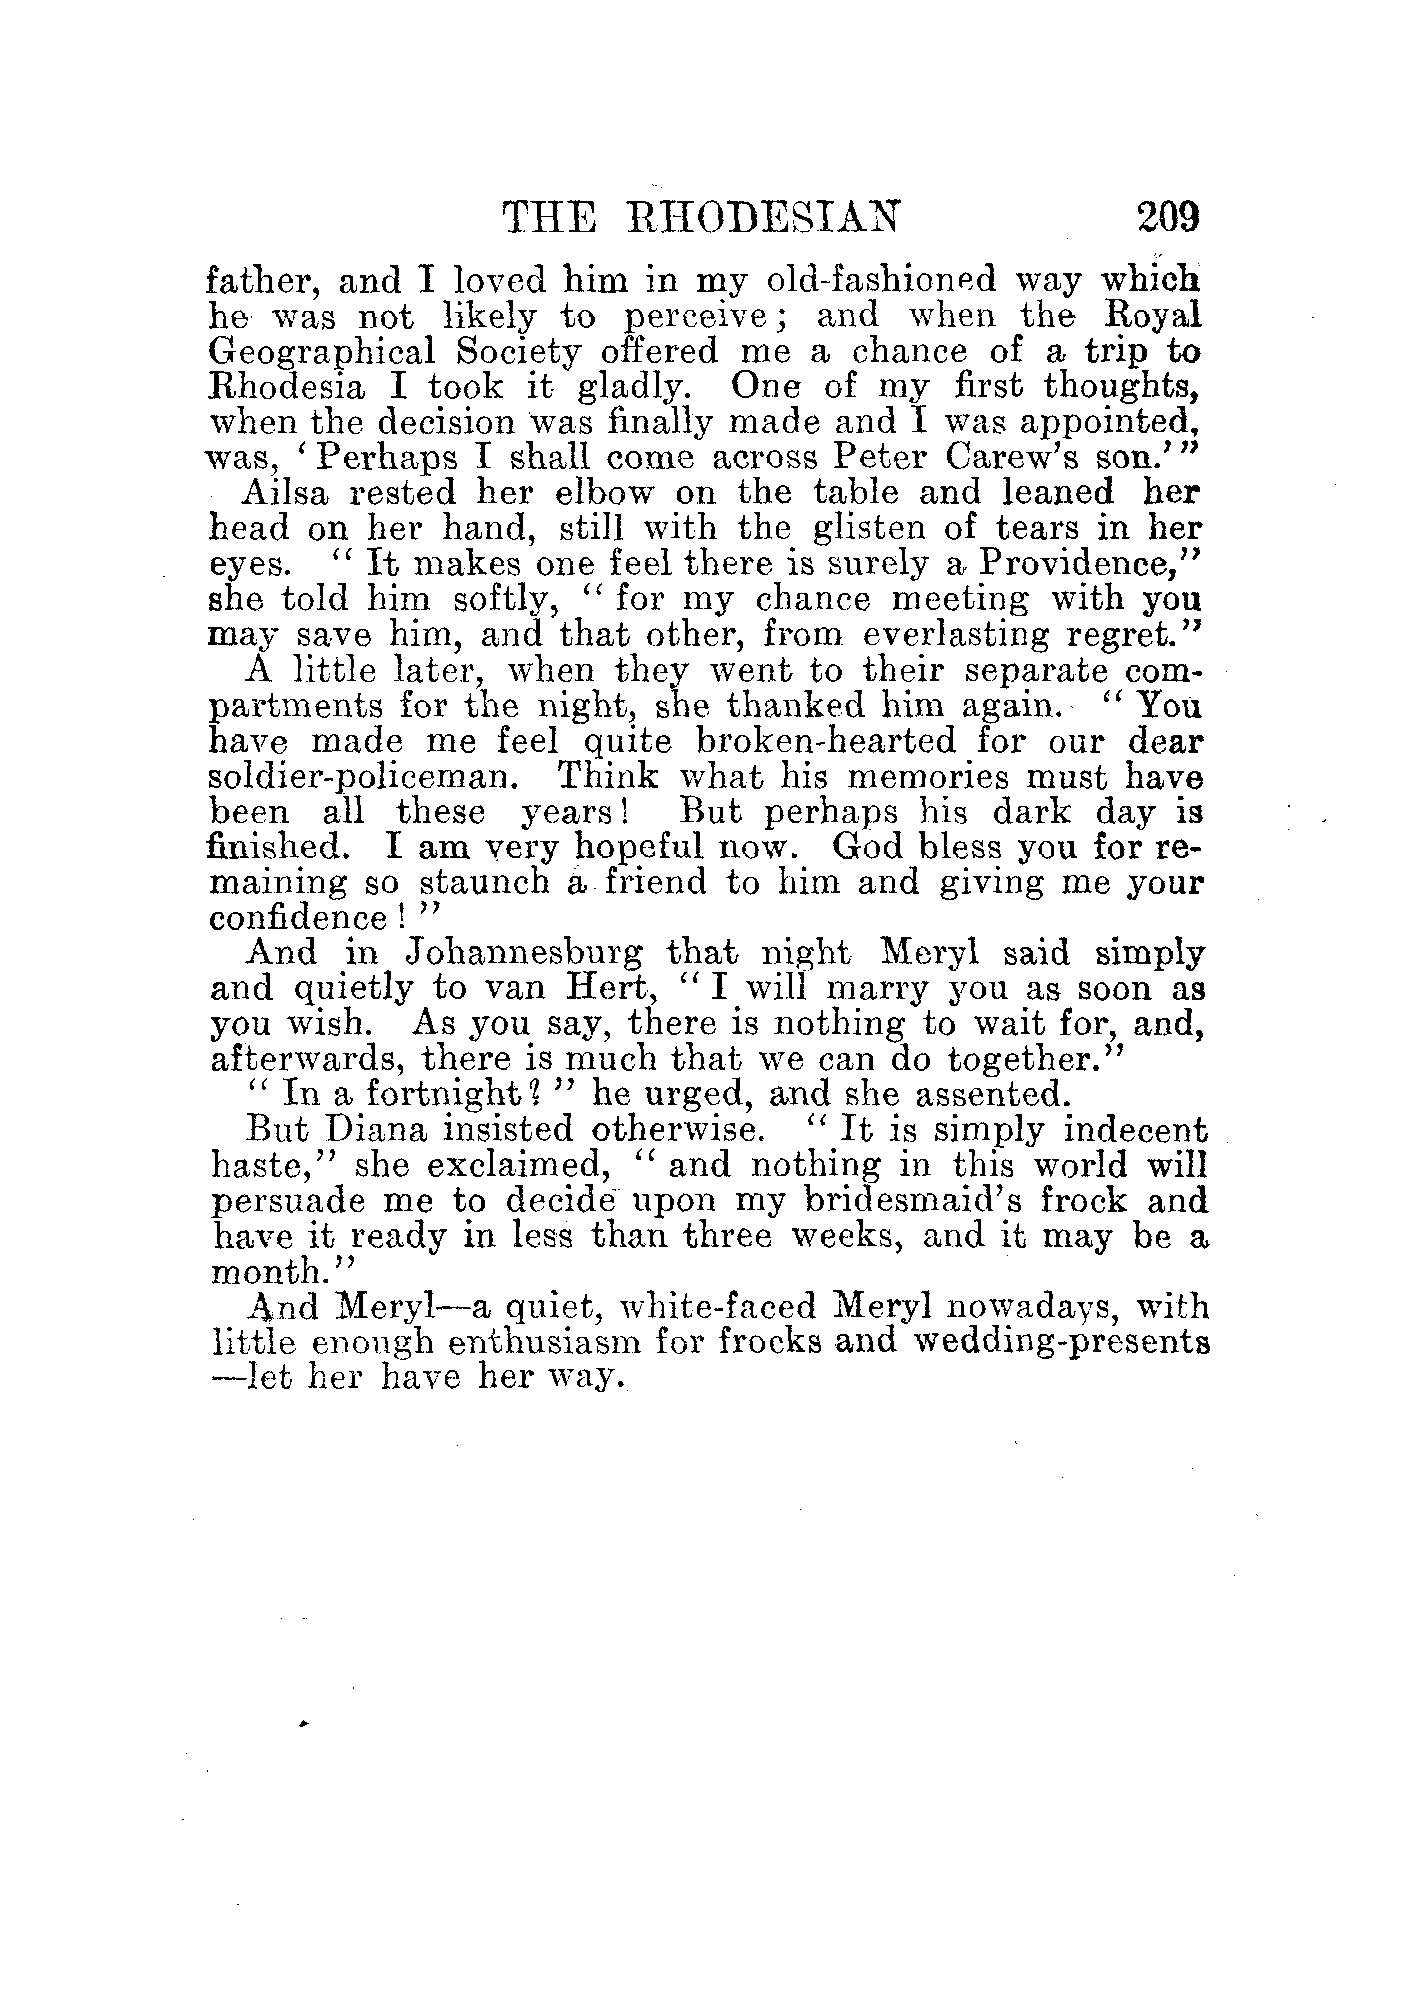 THE RHODESIAN 209
father, and I loved him in my old-fashioned way which
he was not likely to perceive; and when the Royal
Geographical Society offered me a chance of a trip to
Rhodesia I took it gladly. One of my first thoughts,
when the decision was finally made and I was appointed,
was, ‘Perhaps I shall come across Peter Carew's son.’”
Ailsa rested her elbow on the table and leaned her
head on her hand, still with the glisten of tears in her
eyes. “It makes one feel there is surely a Providence,”
she told him softly, “for my chance meeting with you
may save him, and that other, from everlasting regret.”
A little later, when they went to their separate com-
partments for the night, she thanked him again. “You
have made me feel quite broken-hearted for our dear
soldier-policeman. Think what his memories must have
been all these years! But perhaps his dark day is
finished. I am very hopeful now. God bless you for re-
maining so staunch a friend to him and giving me your
confidence!”
And in Johannesburg that night Meryl said simply
and quietly to van Hert, “I will marry you as soon as
you wish. As you say, there is nothing to wait for, and,
afterwards, there is much that we can do together.”
“In a fortnight?” he urged, and she assented.
But Diana insisted otherwise. “It is simply indecent
haste,” she exclaimed, “and nothing in this world will
persuade me to decide upon my bridesmaid's frock and
have it ready in less than three weeks, and it may be a
month.”
And Meryl—a quiet, white-faced Meryl nowadays, with
little enough enthusiasm for frocks and wedding-presents
—let her have her way.